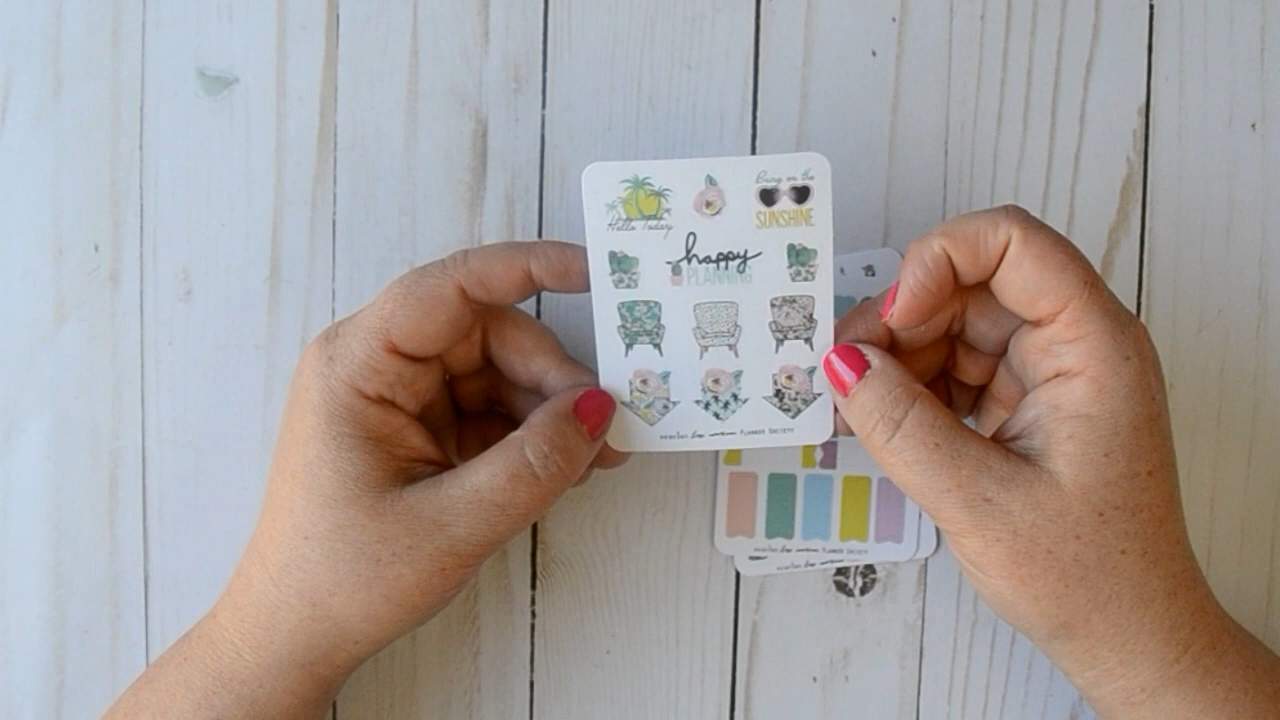 Hello Today
Bring on the
SUNSHINE
happy
PLANNING
PLANNER SOCIETY
PLANNER SOCIETY